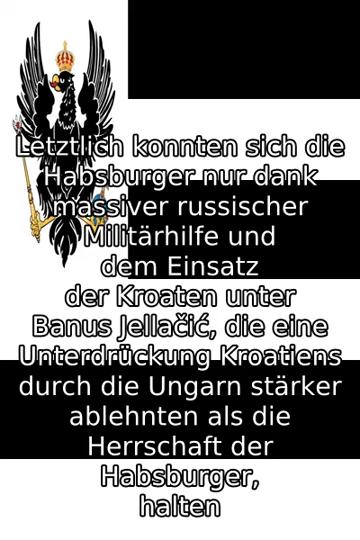 Letztlich konnten sich die
Habsburger nur dank
massiver russischer
Militärhilfe und
dem Einsatz
der Kroaten unter
Banus Jellačić, die eine
Unterdrückung Kroatiens
durch die Ungarn stärker
ablehnten als die
Herrschaft der
Habsburger,
halten